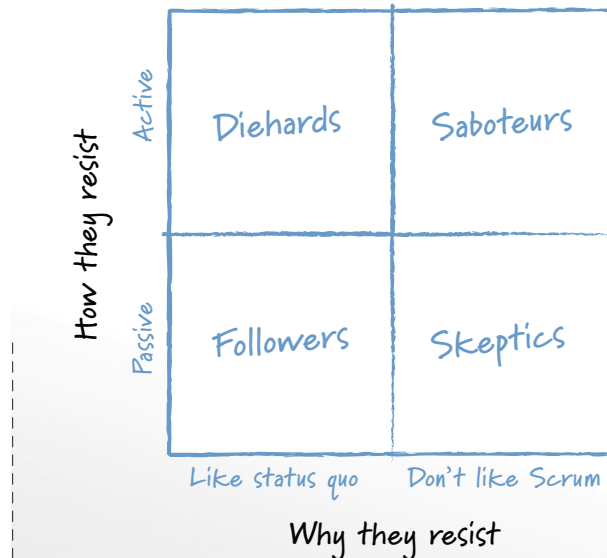 Active
Diehards
Saboteurs
How they resist
Passive
Followers
Skeptics
Like status quo
Don't like Scrum
Why they resist